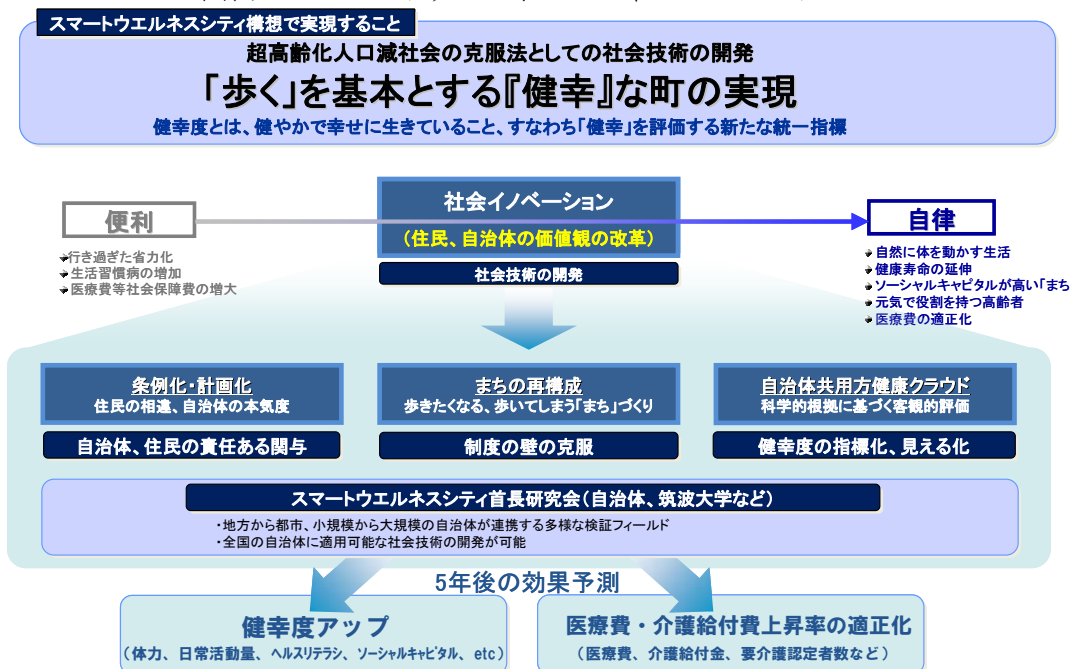 スマートウエルネスシティ構想で実現すること
超高齢化人口減社会の克服法としての社会技術の開発
「歩く」を基本とする『健幸』な町の実現
健幸度とは、健やかで幸せに生きていること、すなわち「健幸」を評価する新たな統一指標
便利
行き過ぎた省力化
生活習慣病の増加
医療費等社会保障費の増大
社会イノベーション
(住民、自治体の価値観の改革)
社会技術の開発
自律
自然に体を動かす生活
健康寿命の延伸
ソーシャルキャピタルが高い「まち
元気で役割を持つ高齢者
医療費の適正化
条例化・計画化
住民の相違、自治体の本気度
自治体、住民の責任ある関与
まちの再構成
歩きたくなる、歩いてしまう「まち」づくり
制度の壁の克服
自治体共用方健康クラウド
科学的根拠に基づく客観的評価
健幸度の指標化、見える化
スマートウエルネスシティ首長研究会(自治体、筑波大学など)
・地方から都市、小規模から大規模の自治体が連携する多様な検証フィールド
・全国の自治体に適用可能な社会技術の開発が可能
5年後の効果予測
健幸度アップ
(体力、日常活動量、ヘルスリテラシ、ソーシャルキャピタル、etc)
医療費・介護給付費上昇率の適正化
(医療費、介護給付金、要介護認定者数など)